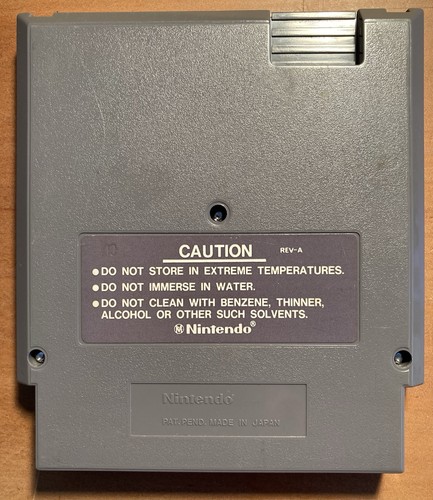 CAUTION REV-A
●DO NOT STORE IN EXTREME TEMPERATURES.
●DO NOT IMMERSE IN WATER.
●DO NOT CLEAN WITH BENZENE, THINNER,
ALCOHOL OR OTHER SUCH SOLVENTS.
Ⓜ Nintendo®
Nintendo®
PAT. PEND. MADE IN JAPAN